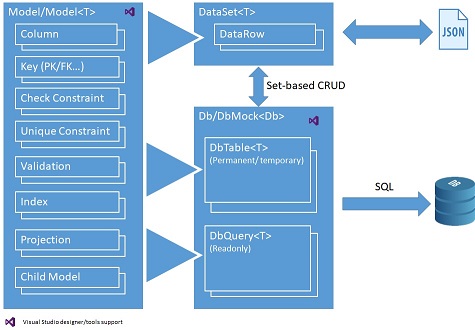 Model/Model<T>
Column
Key (PK/FK...)
Check Constraint
Unique Constraint
Validation
Index
Projection
Child Model
DataSet<T>
DataRow
JSON
Set-based CRUD
Db/DbMock<Db>
DbTable<T>
(Permanent/temporary)
DbQuery<T>
(Readonly)
SQL
DB
Visual Studio designer/tools support